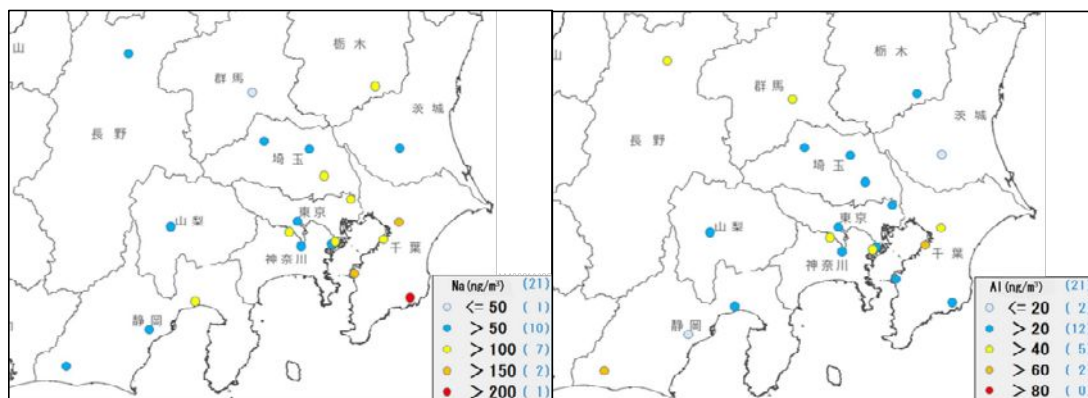 栃木
群馬
茨城
長野
埼玉
山梨
東京
千葉
神奈川
静岡
山
Na(ng/m³) (21)
<= 50 ( 1)
> 50 (10)
> 100 ( 7)
> 150 ( 2)
> 200 ( 1)
栃木
群馬
茨城
長野
埼玉
山梨
東京
千葉
神奈川
静岡
Al(ng/m³) (21)
<= 20 ( 2)
> 20 (12)
> 40 ( 5)
> 60 ( 2)
> 80 ( 0)